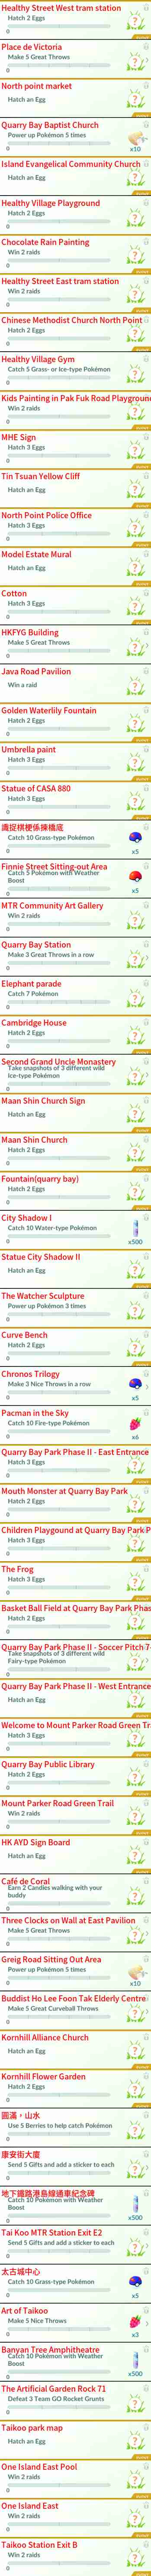 Healthy Street West tram station
Hatch 2 Eggs
0
Place de Victoria
Make 5 Great Throws
0
North point market
Hatch an Egg
Quarry Bay Baptist Church
Power up Pokémon 5 times
0
x10
Island Evangelical Community Church
Hatch an Egg
Healthy Village Playground
Hatch 2 Eggs
0
Chocolate Rain Painting
Win 2 raids
0
Healthy Street East tram station
Win 2 raids
0
Chinese Methodist Church North Point
Hatch 2 Eggs
0
Healthy Village Gym
Catch 5 Grass- or Ice-type Pokémon
0
Kids Painting in Pak Fuk Road Playground
Win 2 raids
0
MHE Sign
Hatch 3 Eggs
0
Tin Tsuan Yellow Cliff
Hatch an Egg
North Point Police Office
Hatch 3 Eggs
0
Model Estate Mural
Hatch an Egg
Cotton
Hatch 3 Eggs
0
HKFYG Building
Make 5 Great Throws
0
Java Road Pavilion
Win a raid
Golden Waterlily Fountain
Hatch 2 Eggs
0
Umbrella paint
Hatch 3 Eggs
0
Statue of CASA 880
Hatch 3 Eggs
0
Catch 10 Grass-type Pokémon
0
x5
Finnie Street Sitting-out Area
Catch 5 Pokémon with Weather
Boost
0
x5
MTR Community Art Gallery
Win 2 raids
0
Quarry Bay Station
Make 3 Great Throws in a row
0
Elephant parade
Catch 7 Pokémon
0
Cambridge House
Hatch 2 Eggs
0
Second Grand Uncle Monastery
Take snapshots of 3 different wild
Ice-type Pokémon
0
Maan Shin Church Sign
Hatch an Egg
Maan Shin Church
Hatch 2 Eggs
0
Fountain(quarry bay)
Hatch 2 Eggs
0
City Shadow I
Catch 10 Water-type Pokémon
0
x500
Statue City Shadow II
Hatch an Egg
The Watcher Sculpture
Power up Pokémon 3 times
0
Curve Bench
Hatch 2 Eggs
0
Chronos Trilogy
Make 3 Nice Throws in a row
0
x5
Pacman in the Sky
Catch 10 Fire-type Pokémon
0
x6
Quarry Bay Park Phase II - East Entrance
Hatch 3 Eggs
0
Mouth Monster at Quarry Bay Park
Hatch 2 Eggs
0
Children Playgound at Quarry Bay Park P
Hatch 3 Eggs
0
The Frog
Hatch 3 Eggs
0
Basket Ball Field at Quarry Bay Park Phas
Hatch 2 Eggs
0
Quarry Bay Park Phase II - Soccer Pitch 7-
Take snapshots of 3 different wild
Fairy-type Pokémon
0
Quarry Bay Park Phase II - West Entrance
Hatch an Egg
Welcome to Mount Parker Road Green Tr
Hatch 3 Eggs
0
Quarry Bay Public Library
Hatch 2 Eggs
0
Mount Parker Road Green Trail
Win 2 raids
0
HK AYD Sign Board
Hatch an Egg
Café de Coral
Earn 2 Candies walking with your
buddy
0
Three Clocks on Wall at East Pavilion
Make 5 Great Throws
0
Greig Road Sitting Out Area
Power up Pokémon 5 times
0
x10
Buddist Ho Lee Foon Tak Elderly Centre
Make 5 Great Curveball Throws
0
Kornhill Alliance Church
Hatch an Egg
Kornhill Flower Garden
Hatch 2 Eggs
0
圓滿，山水
Use 5 Berries to help catch Pokémon
0
康安街大廈
Send 5 Gifts and add a sticker to each
0
地下鐵路港島線通車紀念碑
Catch 10 Pokémon with Weather
Boost
0
x500
Tai Koo MTR Station Exit E2
Send 5 Gifts and add a sticker to each
0
太古城中心
Catch 10 Grass-type Pokémon
0
x5
Art of Taikoo
Make 5 Nice Throws
0
x3
Banyan Tree Amphitheatre
Catch 10 Pokémon with Weather
Boost
0
x500
The Artificial Garden Rock 71
Defeat 3 Team GO Rocket Grunts
0
Taikoo park map
Hatch an Egg
One Island East Pool
Win 2 raids
0
One Island East
Win 2 raids
0
Taikoo Station Exit B
Win 2 raids
0